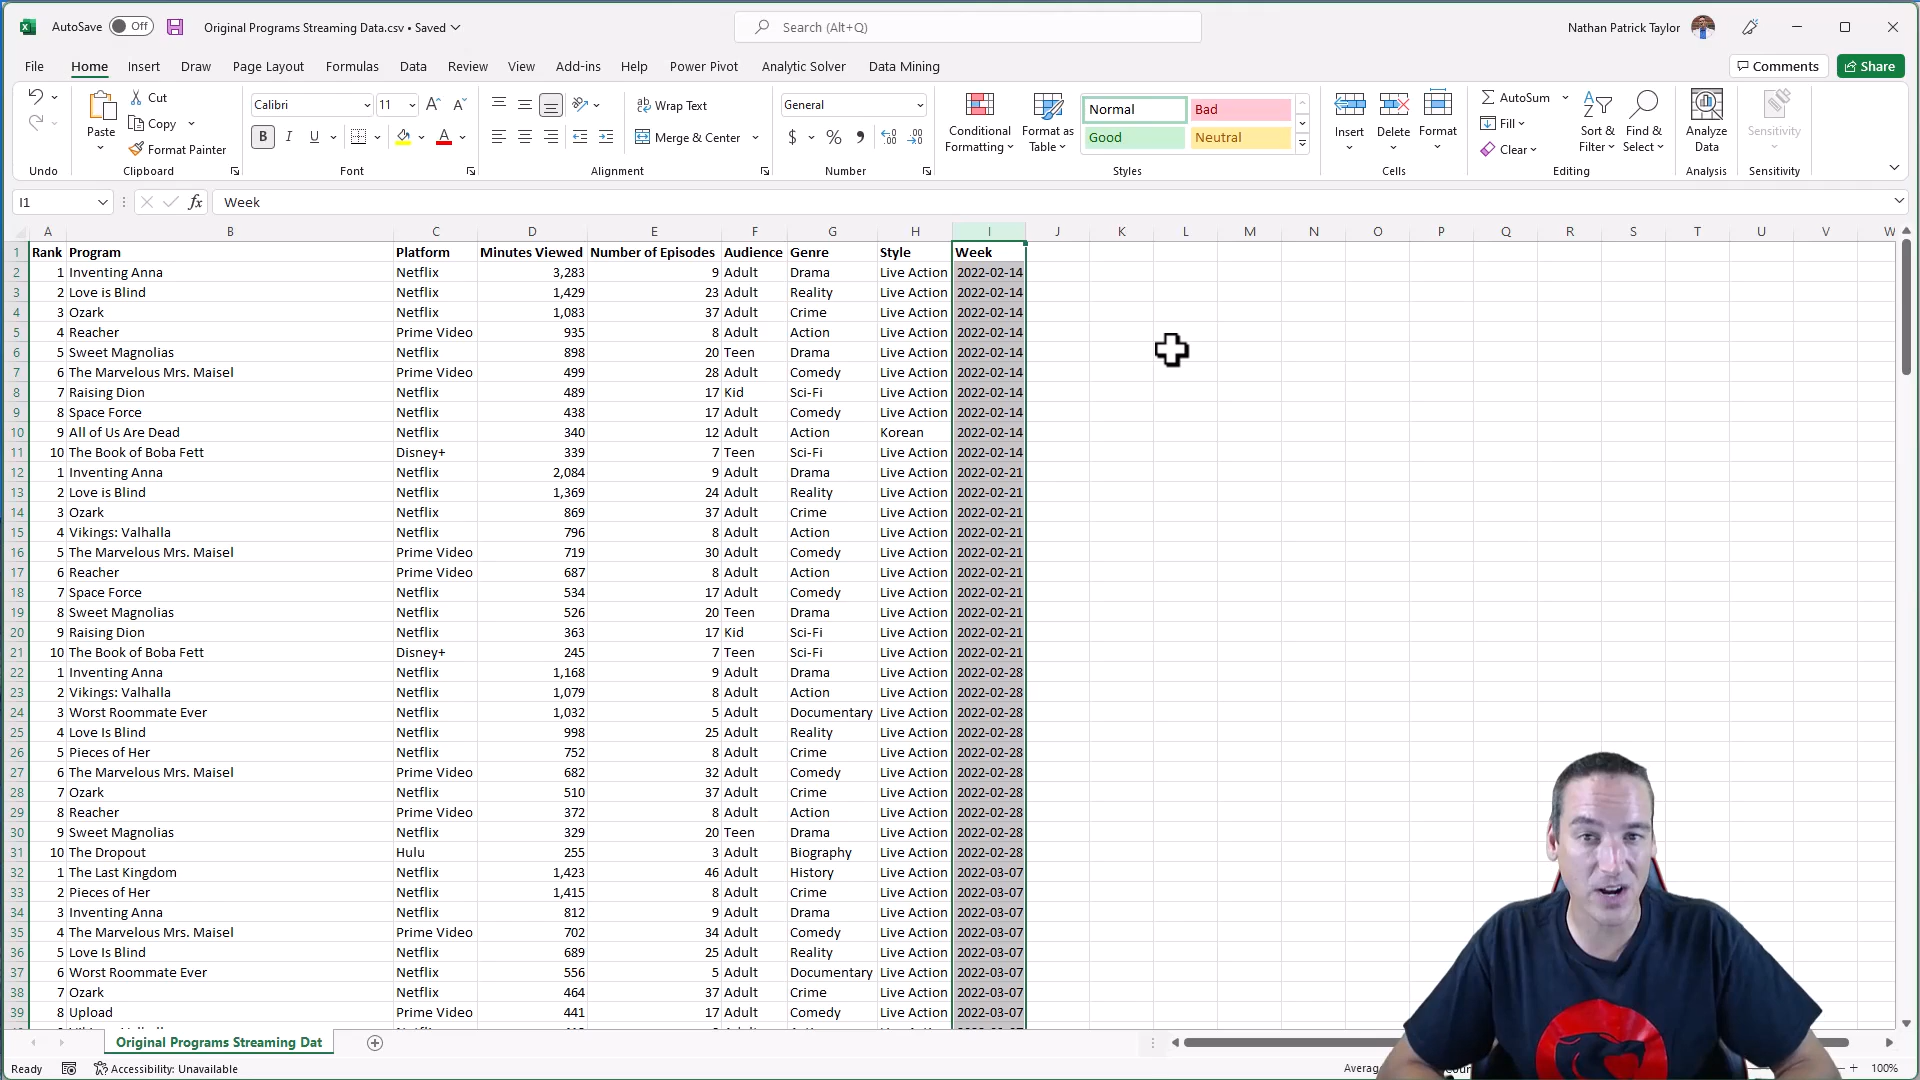 AutoSave Off Original Programs Streaming Data.csv • Saved Search (Alt+Q) Nathan Patrick Taylor
File Home Insert Draw Page Layout Formulas Data Review View Add-ins Help Power Pivot Analytic Solver Data Mining Comments Share
Paste Cut Copy Format Painter
Calibri 11 B I U
Wrap Text Merge & Center
General $ %
Conditional Formatting Format as Table Normal Bad Good Neutral
Insert Delete Format
AutoSum Fill Clear Sort & Filter Find & Select
Analyze Data Sensitivity
Undo Clipboard Font Alignment Number Styles Cells Editing Analysis Sensitivity
I1 fx Week
A B C D E F G H I J K L M N O P Q R S T U V W
1 Rank Program Platform Minutes Viewed Number of Episodes Audience Genre Style Week
2 1 Inventing Anna Netflix 3,283 9 Adult Drama Live Action 2022-02-14
3 2 Love is Blind Netflix 1,429 23 Adult Reality Live Action 2022-02-14
4 3 Ozark Netflix 1,083 37 Adult Crime Live Action 2022-02-14
5 4 Reacher Prime Video 935 8 Adult Action Live Action 2022-02-14
6 5 Sweet Magnolias Netflix 898 20 Teen Drama Live Action 2022-02-14
7 6 The Marvelous Mrs. Maisel Prime Video 499 28 Adult Comedy Live Action 2022-02-14
8 7 Raising Dion Netflix 489 17 Kid Sci-Fi Live Action 2022-02-14
9 8 Space Force Netflix 438 17 Adult Comedy Live Action 2022-02-14
10 9 All of Us Are Dead Netflix 340 12 Adult Action Korean 2022-02-14
11 10 The Book of Boba Fett Disney+ 339 7 Teen Sci-Fi Live Action 2022-02-14
12 1 Inventing Anna Netflix 2,084 9 Adult Drama Live Action 2022-02-21
13 2 Love is Blind Netflix 1,369 24 Adult Reality Live Action 2022-02-21
14 3 Ozark Netflix 869 37 Adult Crime Live Action 2022-02-21
15 4 Vikings: Valhalla Netflix 796 8 Adult Action Live Action 2022-02-21
16 5 The Marvelous Mrs. Maisel Prime Video 719 30 Adult Comedy Live Action 2022-02-21
17 6 Reacher Prime Video 687 8 Adult Action Live Action 2022-02-21
18 7 Space Force Netflix 534 17 Adult Comedy Live Action 2022-02-21
19 8 Sweet Magnolias Netflix 526 20 Teen Drama Live Action 2022-02-21
20 9 Raising Dion Netflix 363 17 Kid Sci-Fi Live Action 2022-02-21
21 10 The Book of Boba Fett Disney+ 245 7 Teen Sci-Fi Live Action 2022-02-21
22 1 Inventing Anna Netflix 1,168 9 Adult Drama Live Action 2022-02-28
23 2 Vikings: Valhalla Netflix 1,079 8 Adult Action Live Action 2022-02-28
24 3 Worst Roommate Ever Netflix 1,032 5 Adult Documentary Live Action 2022-02-28
25 4 Love Is Blind Netflix 998 25 Adult Reality Live Action 2022-02-28
26 5 Pieces of Her Netflix 752 8 Adult Crime Live Action 2022-02-28
27 6 The Marvelous Mrs. Maisel Prime Video 682 32 Adult Comedy Live Action 2022-02-28
28 7 Ozark Netflix 510 37 Adult Crime Live Action 2022-02-28
29 8 Reacher Prime Video 372 8 Adult Action Live Action 2022-02-28
30 9 Sweet Magnolias Netflix 329 20 Teen Drama Live Action 2022-02-28
31 10 The Dropout Hulu 255 3 Adult Biography Live Action 2022-02-28
32 1 The Last Kingdom Netflix 1,423 46 Adult History Live Action 2022-03-07
33 2 Pieces of Her Netflix 1,415 8 Adult Crime Live Action 2022-03-07
34 3 Inventing Anna Netflix 812 9 Adult Drama Live Action 2022-03-07
35 4 The Marvelous Mrs. Maisel Prime Video 702 34 Adult Comedy Live Action 2022-03-07
36 5 Love Is Blind Netflix 689 25 Adult Reality Live Action 2022-03-07
37 6 Worst Roommate Ever Netflix 556 5 Adult Documentary Live Action 2022-03-07
38 7 Ozark Netflix 464 37 Adult Crime Live Action 2022-03-07
39 8 Upload Prime Video 441 17 Adult Comedy Live Action 2022-03-07
Original Programs Streaming Dat
Ready Accessibility: Unavailable 100%